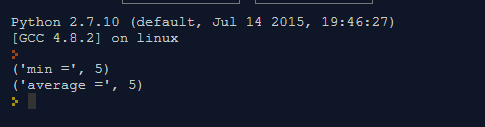 Python 2.7.10 (default, Jul 14 2015, 19:46:27)
[GCC 4.8.2] on linux
('min =', 5)
('average =', 5)